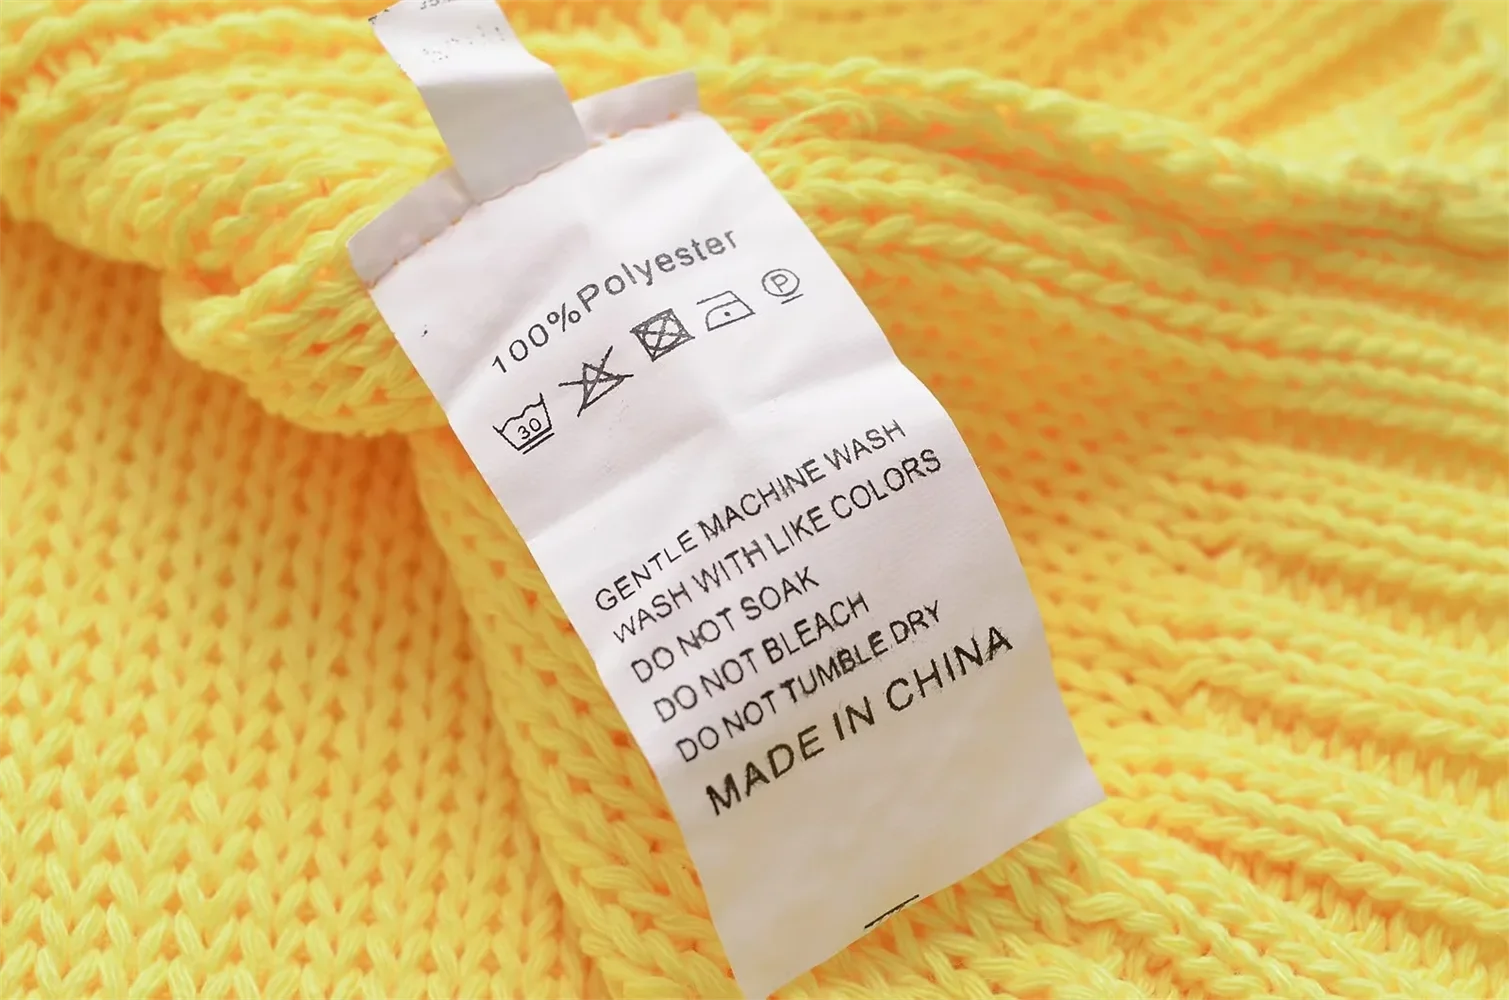 100%Polyester
30
P
GENTLE MACHINE WASH
WASH WITH LIKE COLORS
DO NOT SOAK
DO NOT BLEACH
DO NOT TUMBLE DRY
MADE IN CHINA